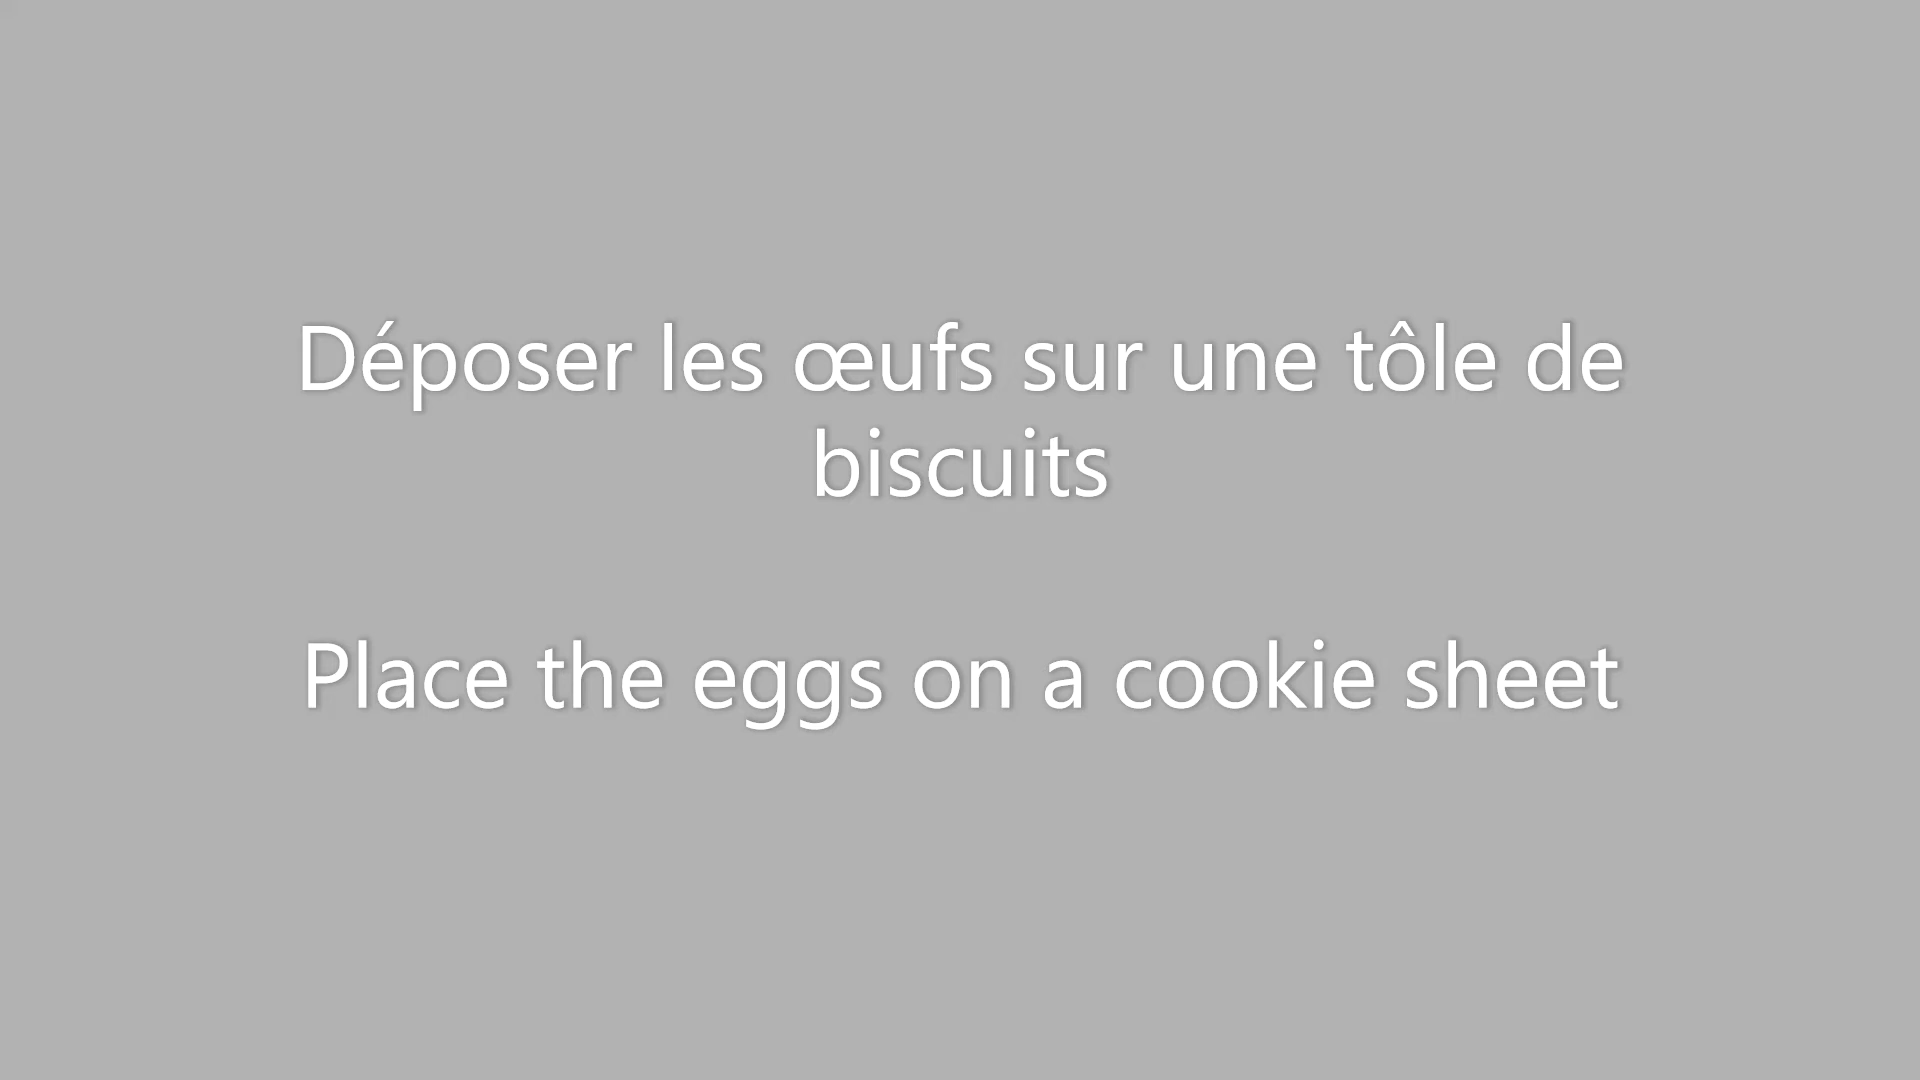 Déposer les œufs sur une tôle de
biscuits
Place the eggs on a cookie sheet